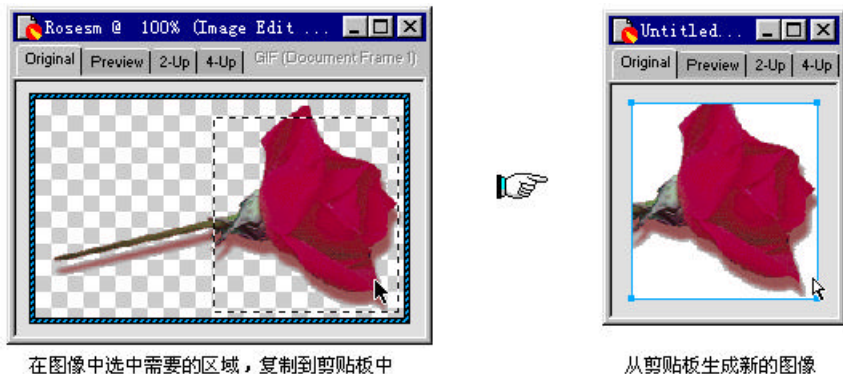 Rosesm @ 100% (Image Edit ...
Original Preview 2-Up 4-Up GIF (Document Frame 1)
在图像中选中需要的区域，复制到剪贴板中
Untitled...
Original Preview 2-Up 4-Up
从剪贴板生成新的图像